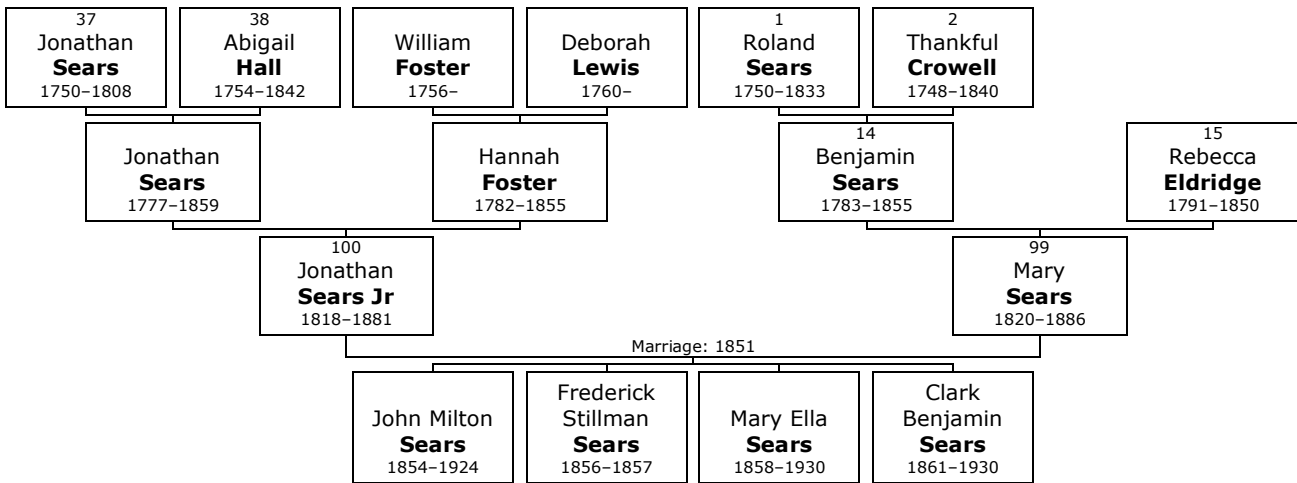 37
Jonathan
Sears
1750–1808
38
Abigail
Hall
1754–1842
William
Foster
1756–
Deborah
Lewis
1760–
1
Roland
Sears
1750–1833
2
Thankful
Crowell
1748–1840
Jonathan
Sears
1777–1859
Hannah
Foster
1782–1855
14
Benjamin
Sears
1783–1855
15
Rebecca
Eldridge
1791–1850
100
Jonathan
Sears Jr
1818–1881
99
Mary
Sears
1820–1886
Marriage: 1851
John Milton
Sears
1854–1924
Frederick
Stillman
Sears
1856–1857
Mary Ella
Sears
1858–1930
Clark
Benjamin
Sears
1861–1930